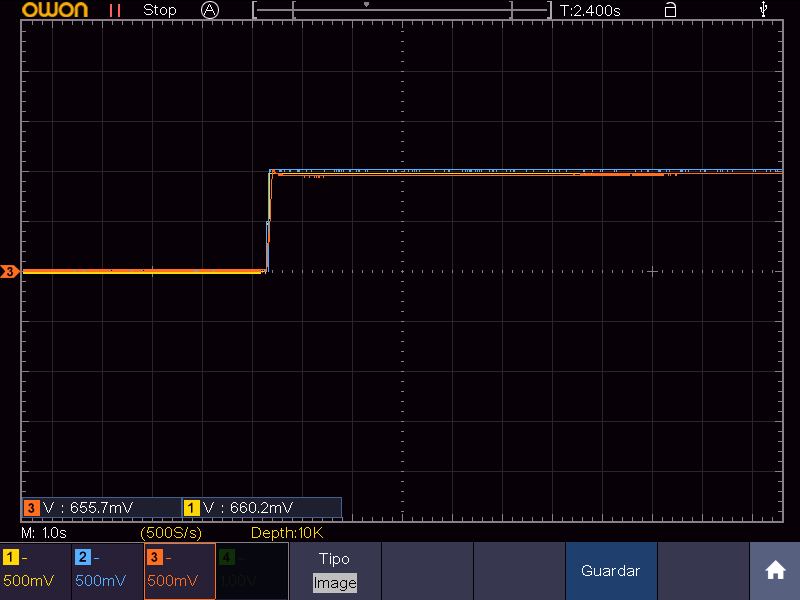 OWON Stop A T:2.400s
3
3 V : 655.7mV 1 V : 660.2mV
M: 1.0s (500S/s) Depth:10K
1 - 2 - 3 - 4 -
500mV 500mV 500mV 1.00V
Tipo
Image
Guardar